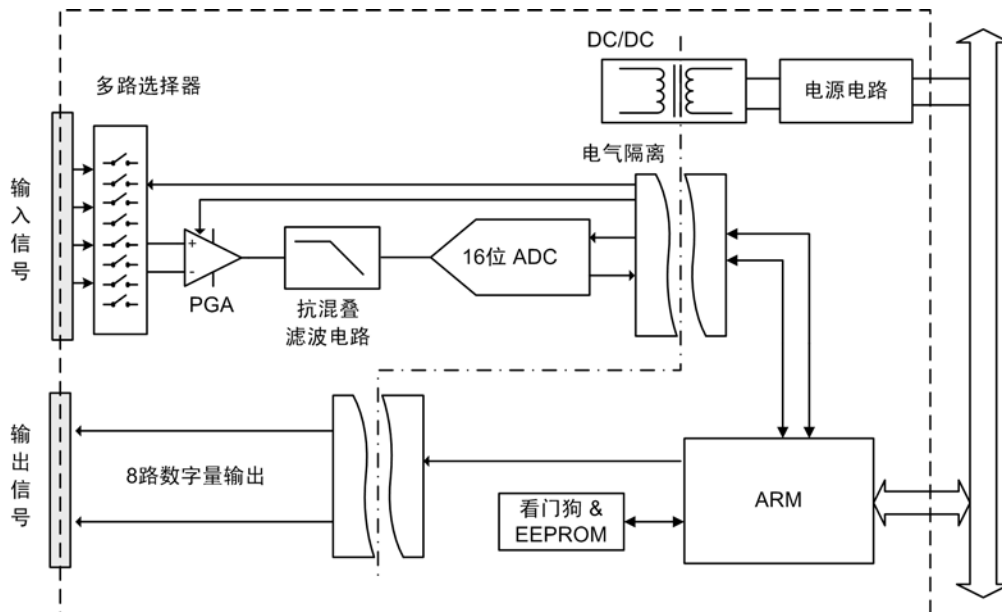 DC/DC
多路选择器
电源电路
电气隔离
输入信号
+
-
16位 ADC
PGA
抗混叠
滤波电路
输出信号
8路数字量输出
看门狗 &
EEPROM
ARM